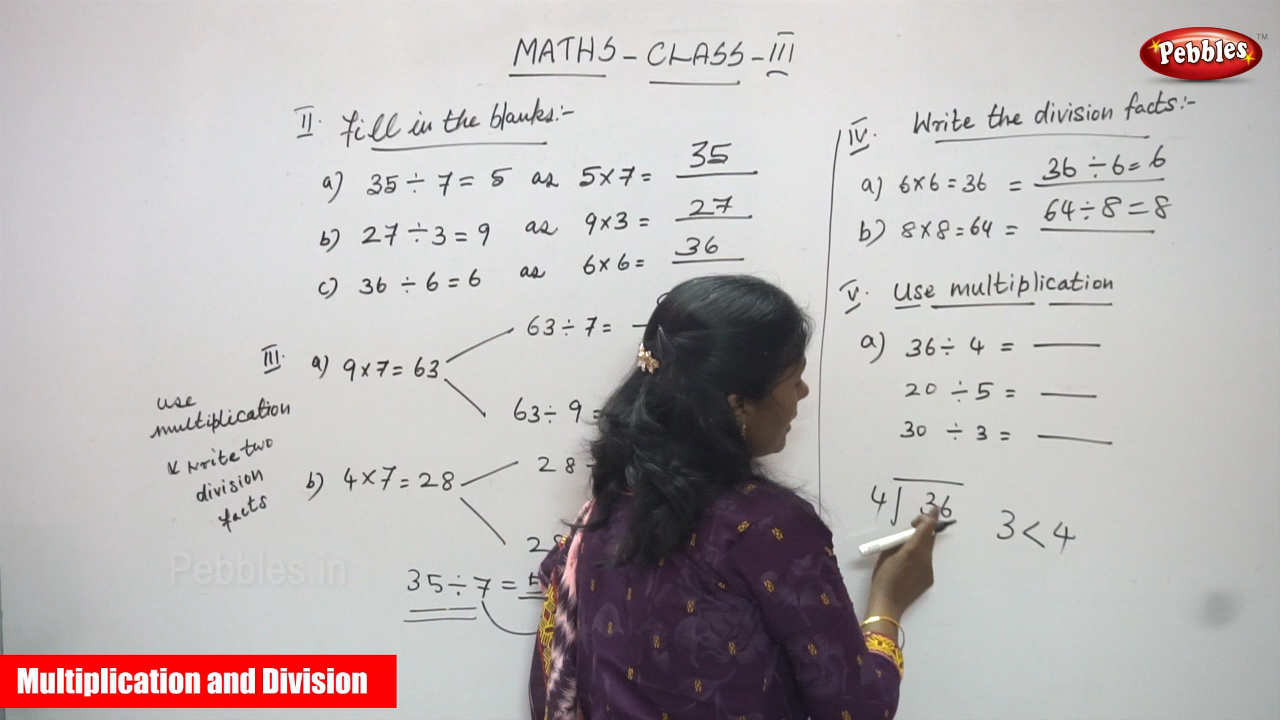 MATHS - CLASS - III
Pebbles TM
II. Fill in the blanks:-
a) 35 ÷ 7 = 5 as 5×7 = 35
b) 27 ÷ 3 = 9 as 9×3 = 27
c) 36 ÷ 6 = 6 as 6×6 = 36
III. a) 9×7 = 63
63 ÷ 7 =
63 ÷ 9 =
use
multiplication
& write two
division
facts
b) 4×7 = 28
28
35 ÷ 7 = 5
IV. Write the division facts:-
a) 6×6 = 36 = 36 ÷ 6 = 6
b) 8×8 = 64 = 64 ÷ 8 = 8
V. Use multiplication
a) 36 ÷ 4 =
20 ÷ 5 =
30 ÷ 3 =
4) 36 3 < 4
Pebbles.in
Multiplication and Division